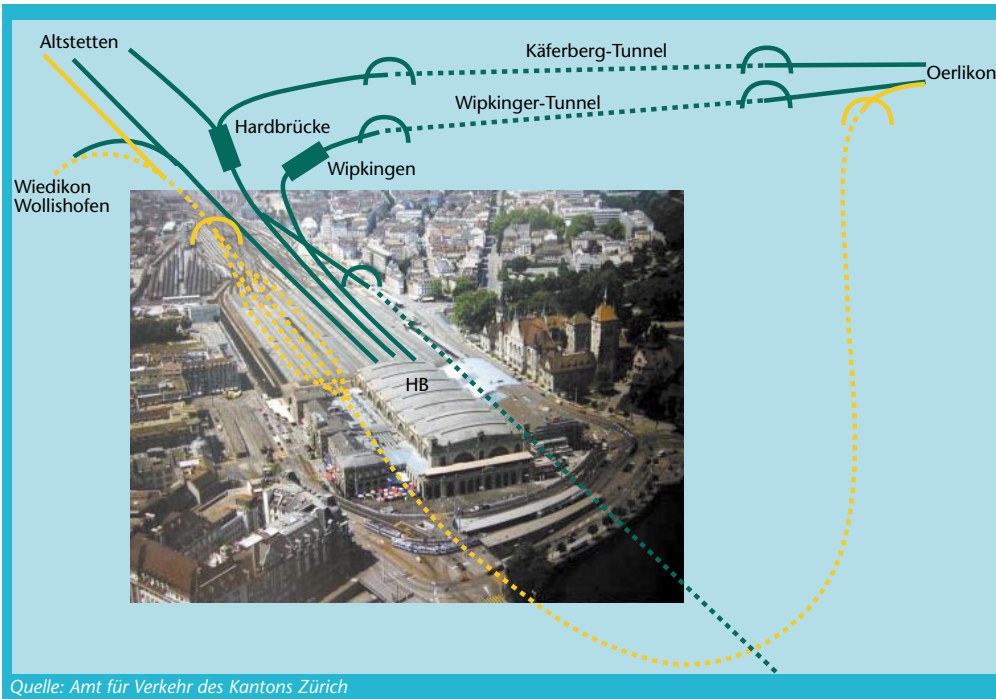 Altstetten
Käferberg-Tunnel
Oerlikon
Wipkinger-Tunnel
Hardbrücke
Wipkingen
Wiedikon
Wollishofen
HB
Quelle: Amt für Verkehr des Kantons Zürich